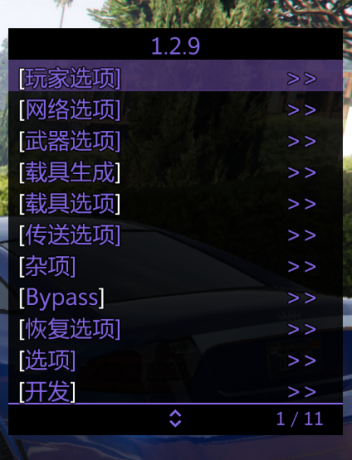 1.2.9
[玩家选项] >>
[网络选项] >>
[武器选项] >>
[载具生成] >>
[载具选项] >>
[传送选项] >>
[杂项] >>
[Bypass] >>
[恢复选项] >>
[选项] >>
[开发] >>
1 / 11